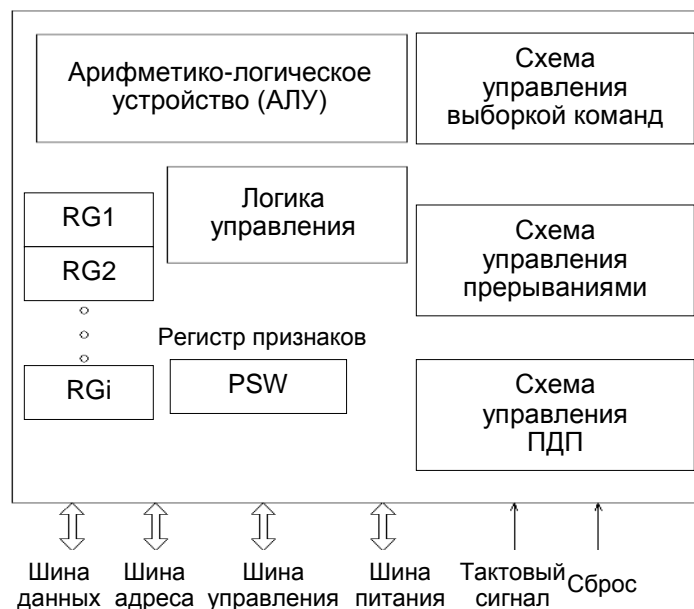 Арифметико-логическое
устройство (АЛУ)
Схема
управления
выборкой команд
Логика
управления
RG1
RG2
RGi
Регистр признаков
PSW
Схема
управления
прерываниями
Схема
управления
ПДП
Шина
данных
Шина
адреса
Шина
управления
Шина
питания
Тактовый
сигнал
Сброс